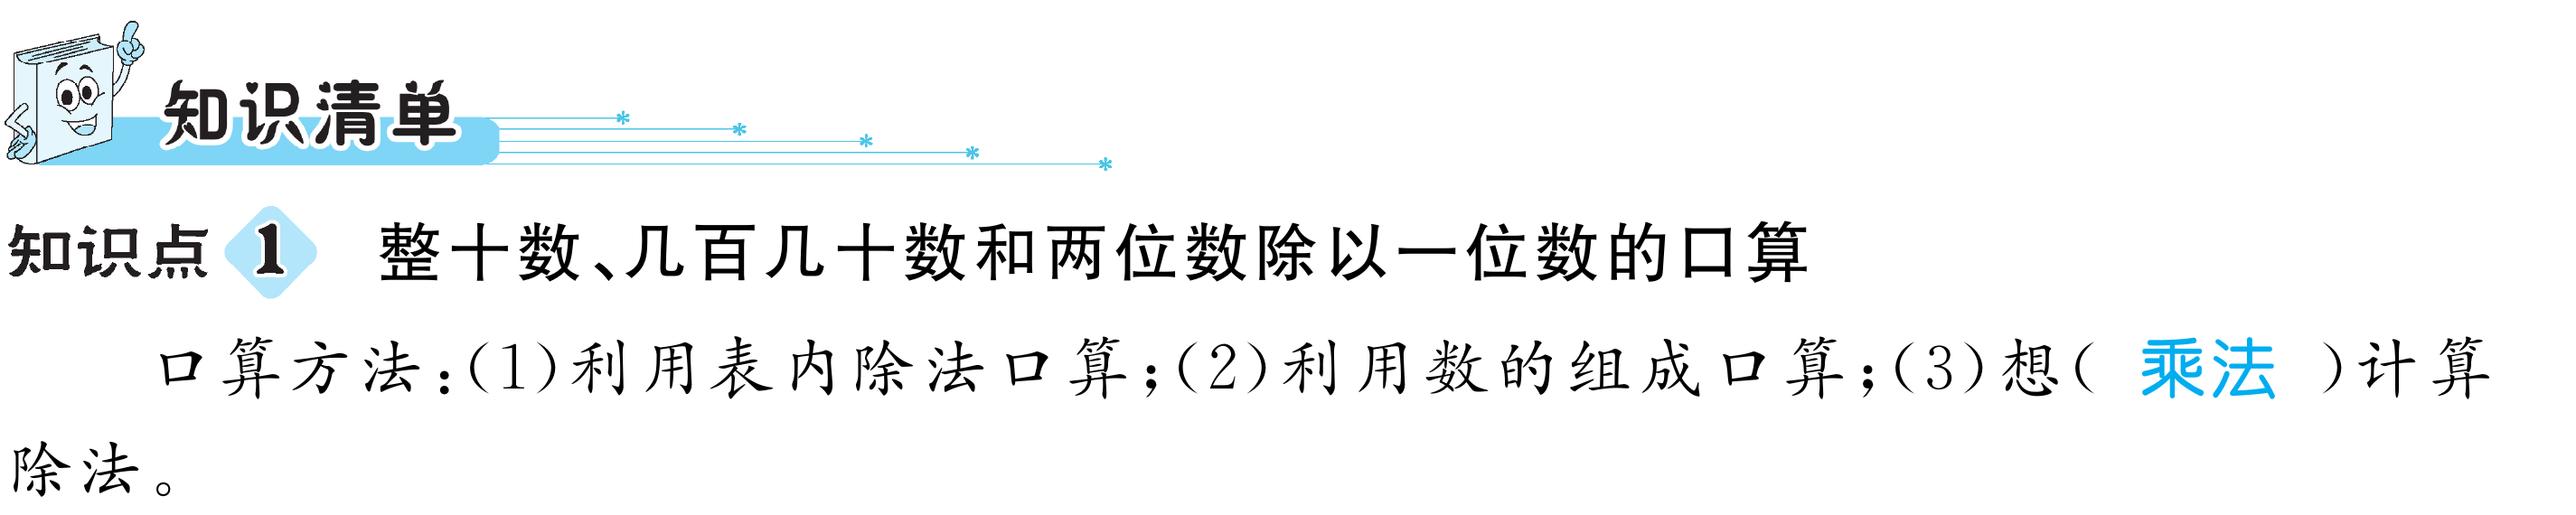 知识清单
知识点1 整十数、几百几十数和两位数除以一位数的口算
口算方法:(1)利用表内除法口算;(2)利用数的组成口算;(3)想( 乘法 )计算
除法。